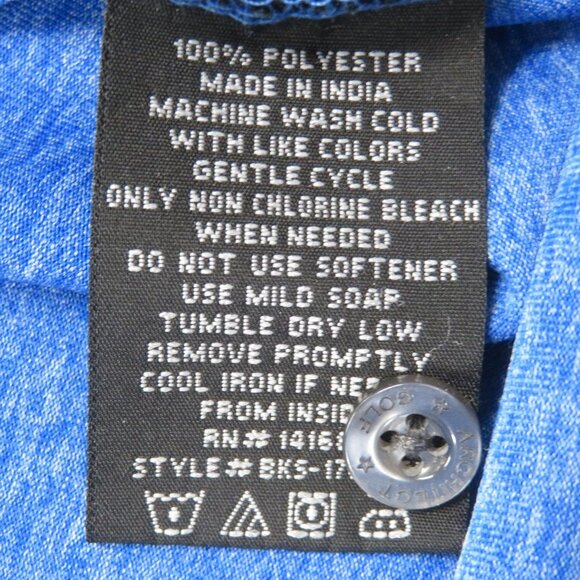 100% POLYESTER
MADE IN INDIA
MACHINE WASH COLD
WITH LIKE COLORS
GENTLE CYCLE
ONLY NON CHLORINE BLEACH
WHEN NEEDED
DO NOT USE SOFTENER
USE MILD SOAP
TUMBLE DRY LOW
REMOVE PROMPTLY
COOL IRON IF
FROM
RN#
STYLE#
GOLF